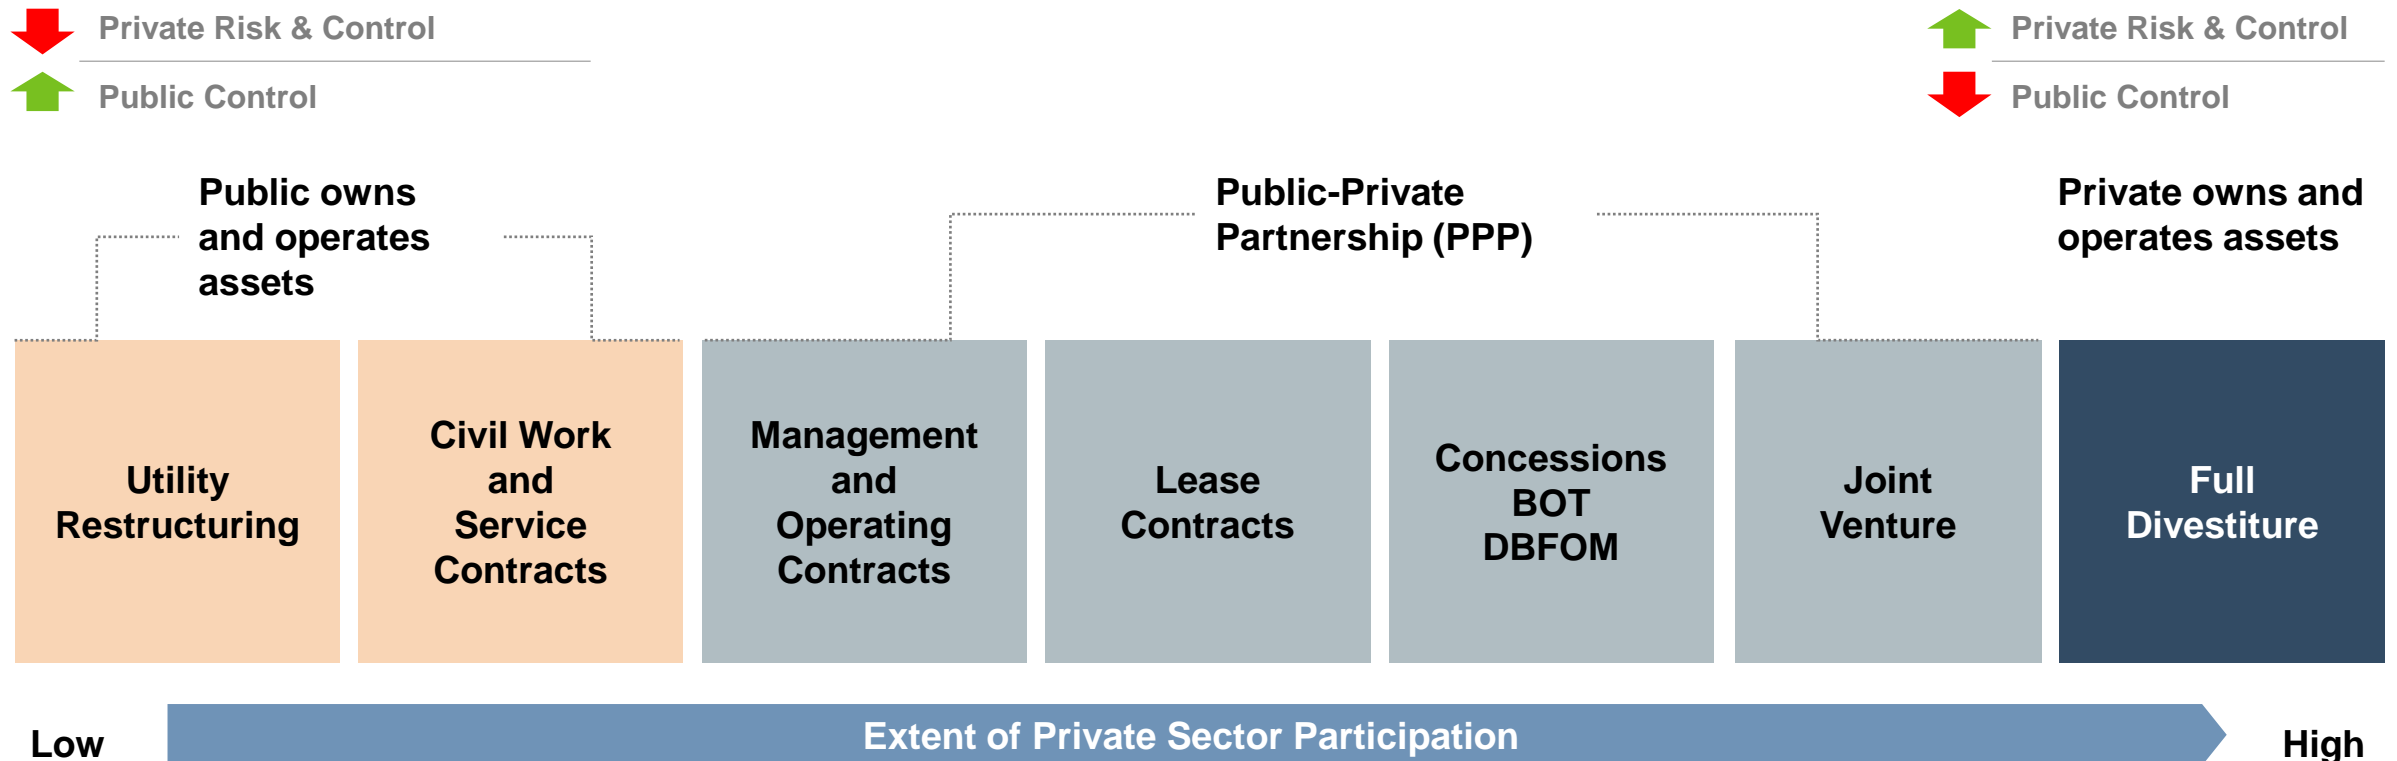 Private Risk & Control
Public Control
Private Risk & Control
Public Control
Public owns
and operates
assets
Public-Private
Partnership (PPP)
Private owns and
operates assets
Utility
Restructuring
Civil Work
and
Service
Contracts
Management
and
Operating
Contracts
Lease
Contracts
Concessions
BOT
DBFOM
Joint
Venture
Full
Divestiture
Low
Extent of Private Sector Participation
High